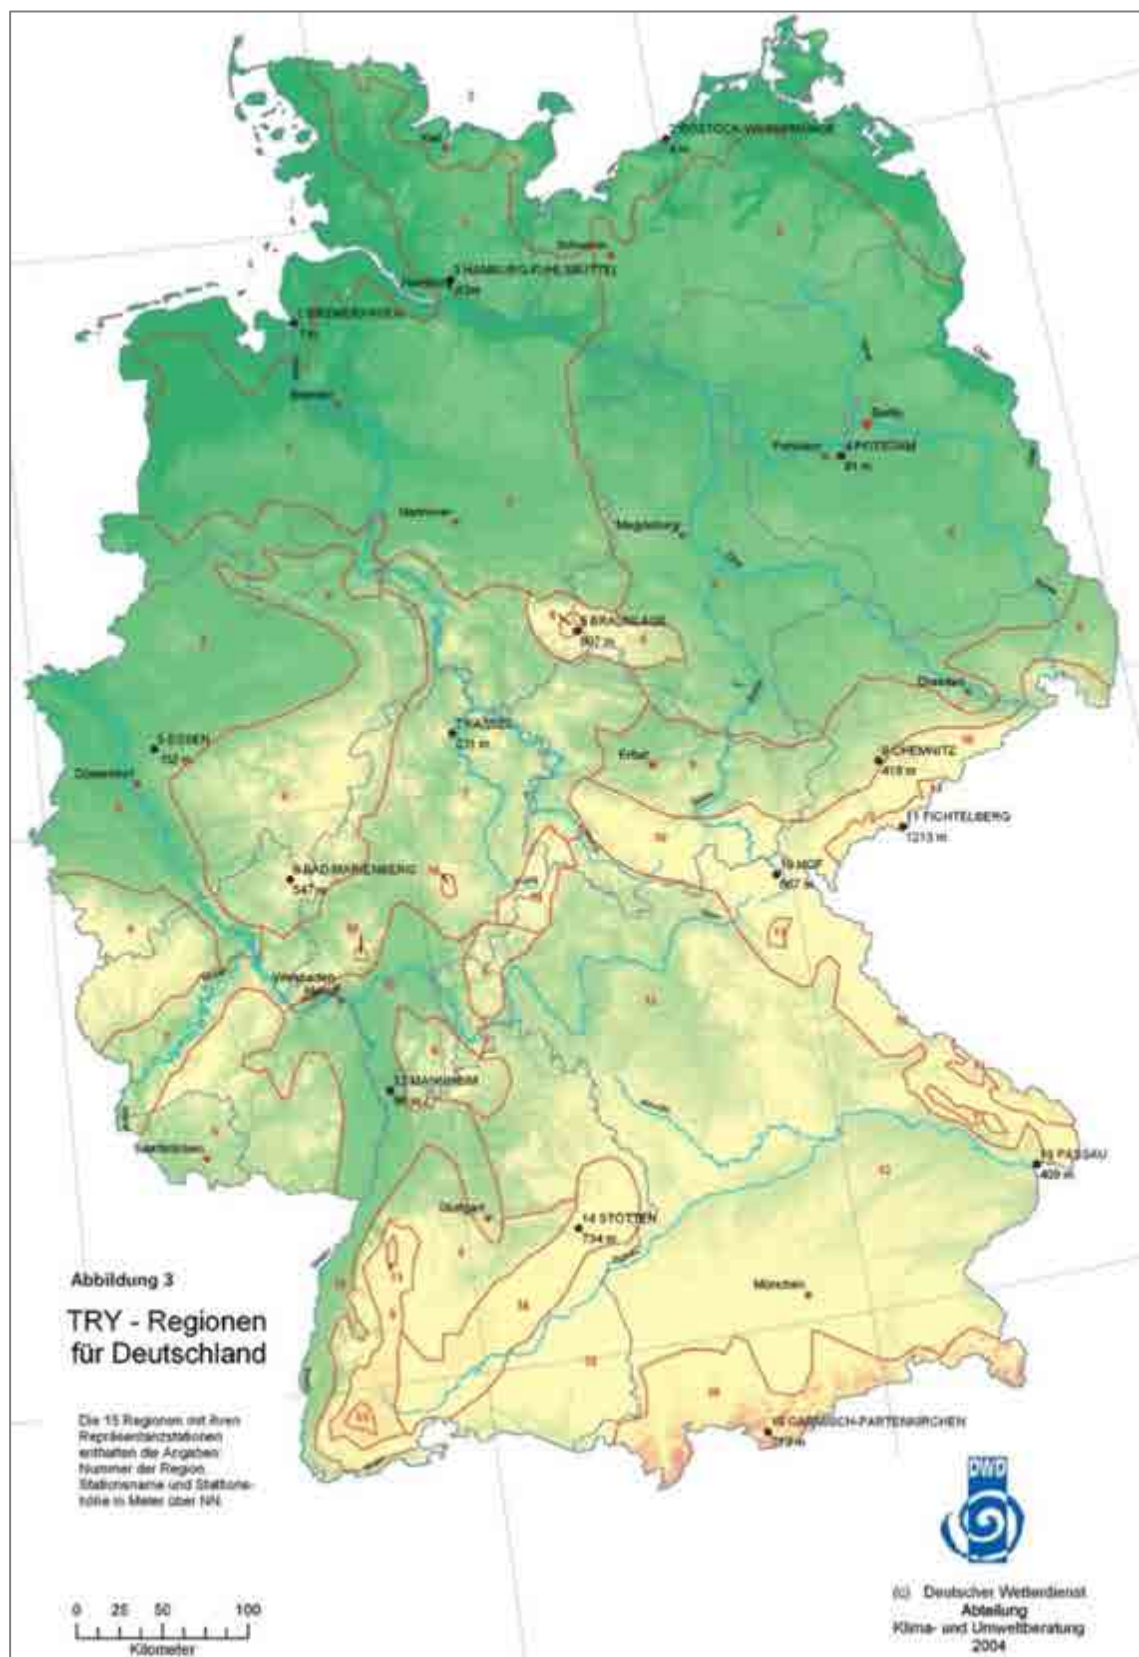 Kiel
2 ROSTOCK-WARNEMÜNDE
4 m
Schwerin
3 HAMBURG-FUHLSBÜTTEL
1 BREMERHAVEN
7 m
Bremen
Berlin
Potsdam
4 POTSDAM
81 m
Hannover
Magdeburg
8 BRAUNLAGE
607 m
Dresden
5 ESSEN
152 m
Düsseldorf
7 KASSEL
231 m
Erfurt
9 CHEMNITZ
418 m
11 FICHTELBERG
1213 m
10 HOF
567 m
6 BAD MARIENBERG
547 m
Wiesbaden
Mainz
12 MANNHEIM
96 m
Saarbrücken
13 PASSAU
409 m
Stuttgart
14 STÖTTEN
734 m
München
15 GARMISCH-PARTENKIRCHEN
719 m
Abbildung 3
TRY - Regionen
für Deutschland
Die 15 Regionen mit ihren
Repräsentanzstationen
enthalten die Angaben
Nummer der Region
Stationsname und Stations-
höhe in Meter über NN.
DWD
(c) Deutscher Wetterdienst
Abteilung
Klima- und Umweltberatung
2004
0 25 50 100
Kilometer